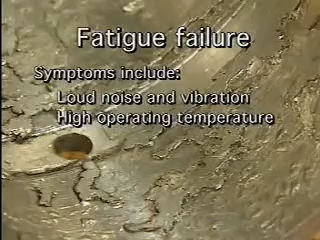 Fatigue failure
Symptoms include:
Loud noise and vibration
High operating temperature